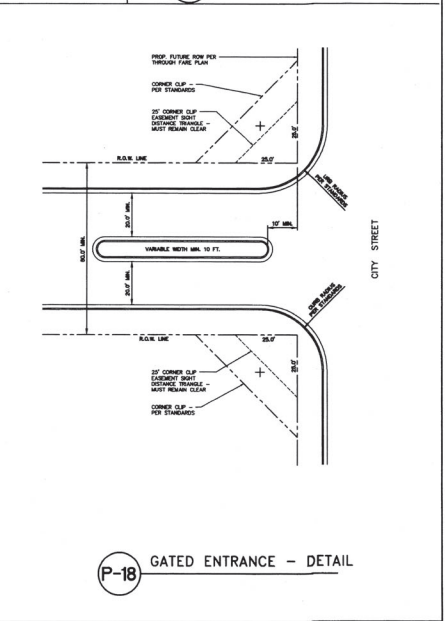 PROP. FUTURE ROW PER
THROUGH FARE PLAN
CORNER CLIP -
PER STANDARDS
25' CORNER CLIP
EASEMENT SIGHT
DISTANCE TRIANGLE -
MUST REMAIN CLEAR
25.0'
R.O.W. LINE
25.0'
URB RADIUS
PER STANDARDS
20.0' MIN.
10' MIN.
60.0' MIN.
VARIABLE WIDTH MIN. 10 FT.
CITY STREET
20.0' MIN.
CURB RADIUS
PER STANDARDS
R.O.W. LINE
25.0'
25.0'
25' CORNER CLIP
EASEMENT SIGHT
DISTANCE TRIANGLE -
MUST REMAIN CLEAR
CORNER CLIP -
PER STANDARDS
P-18
GATED ENTRANCE - DETAIL